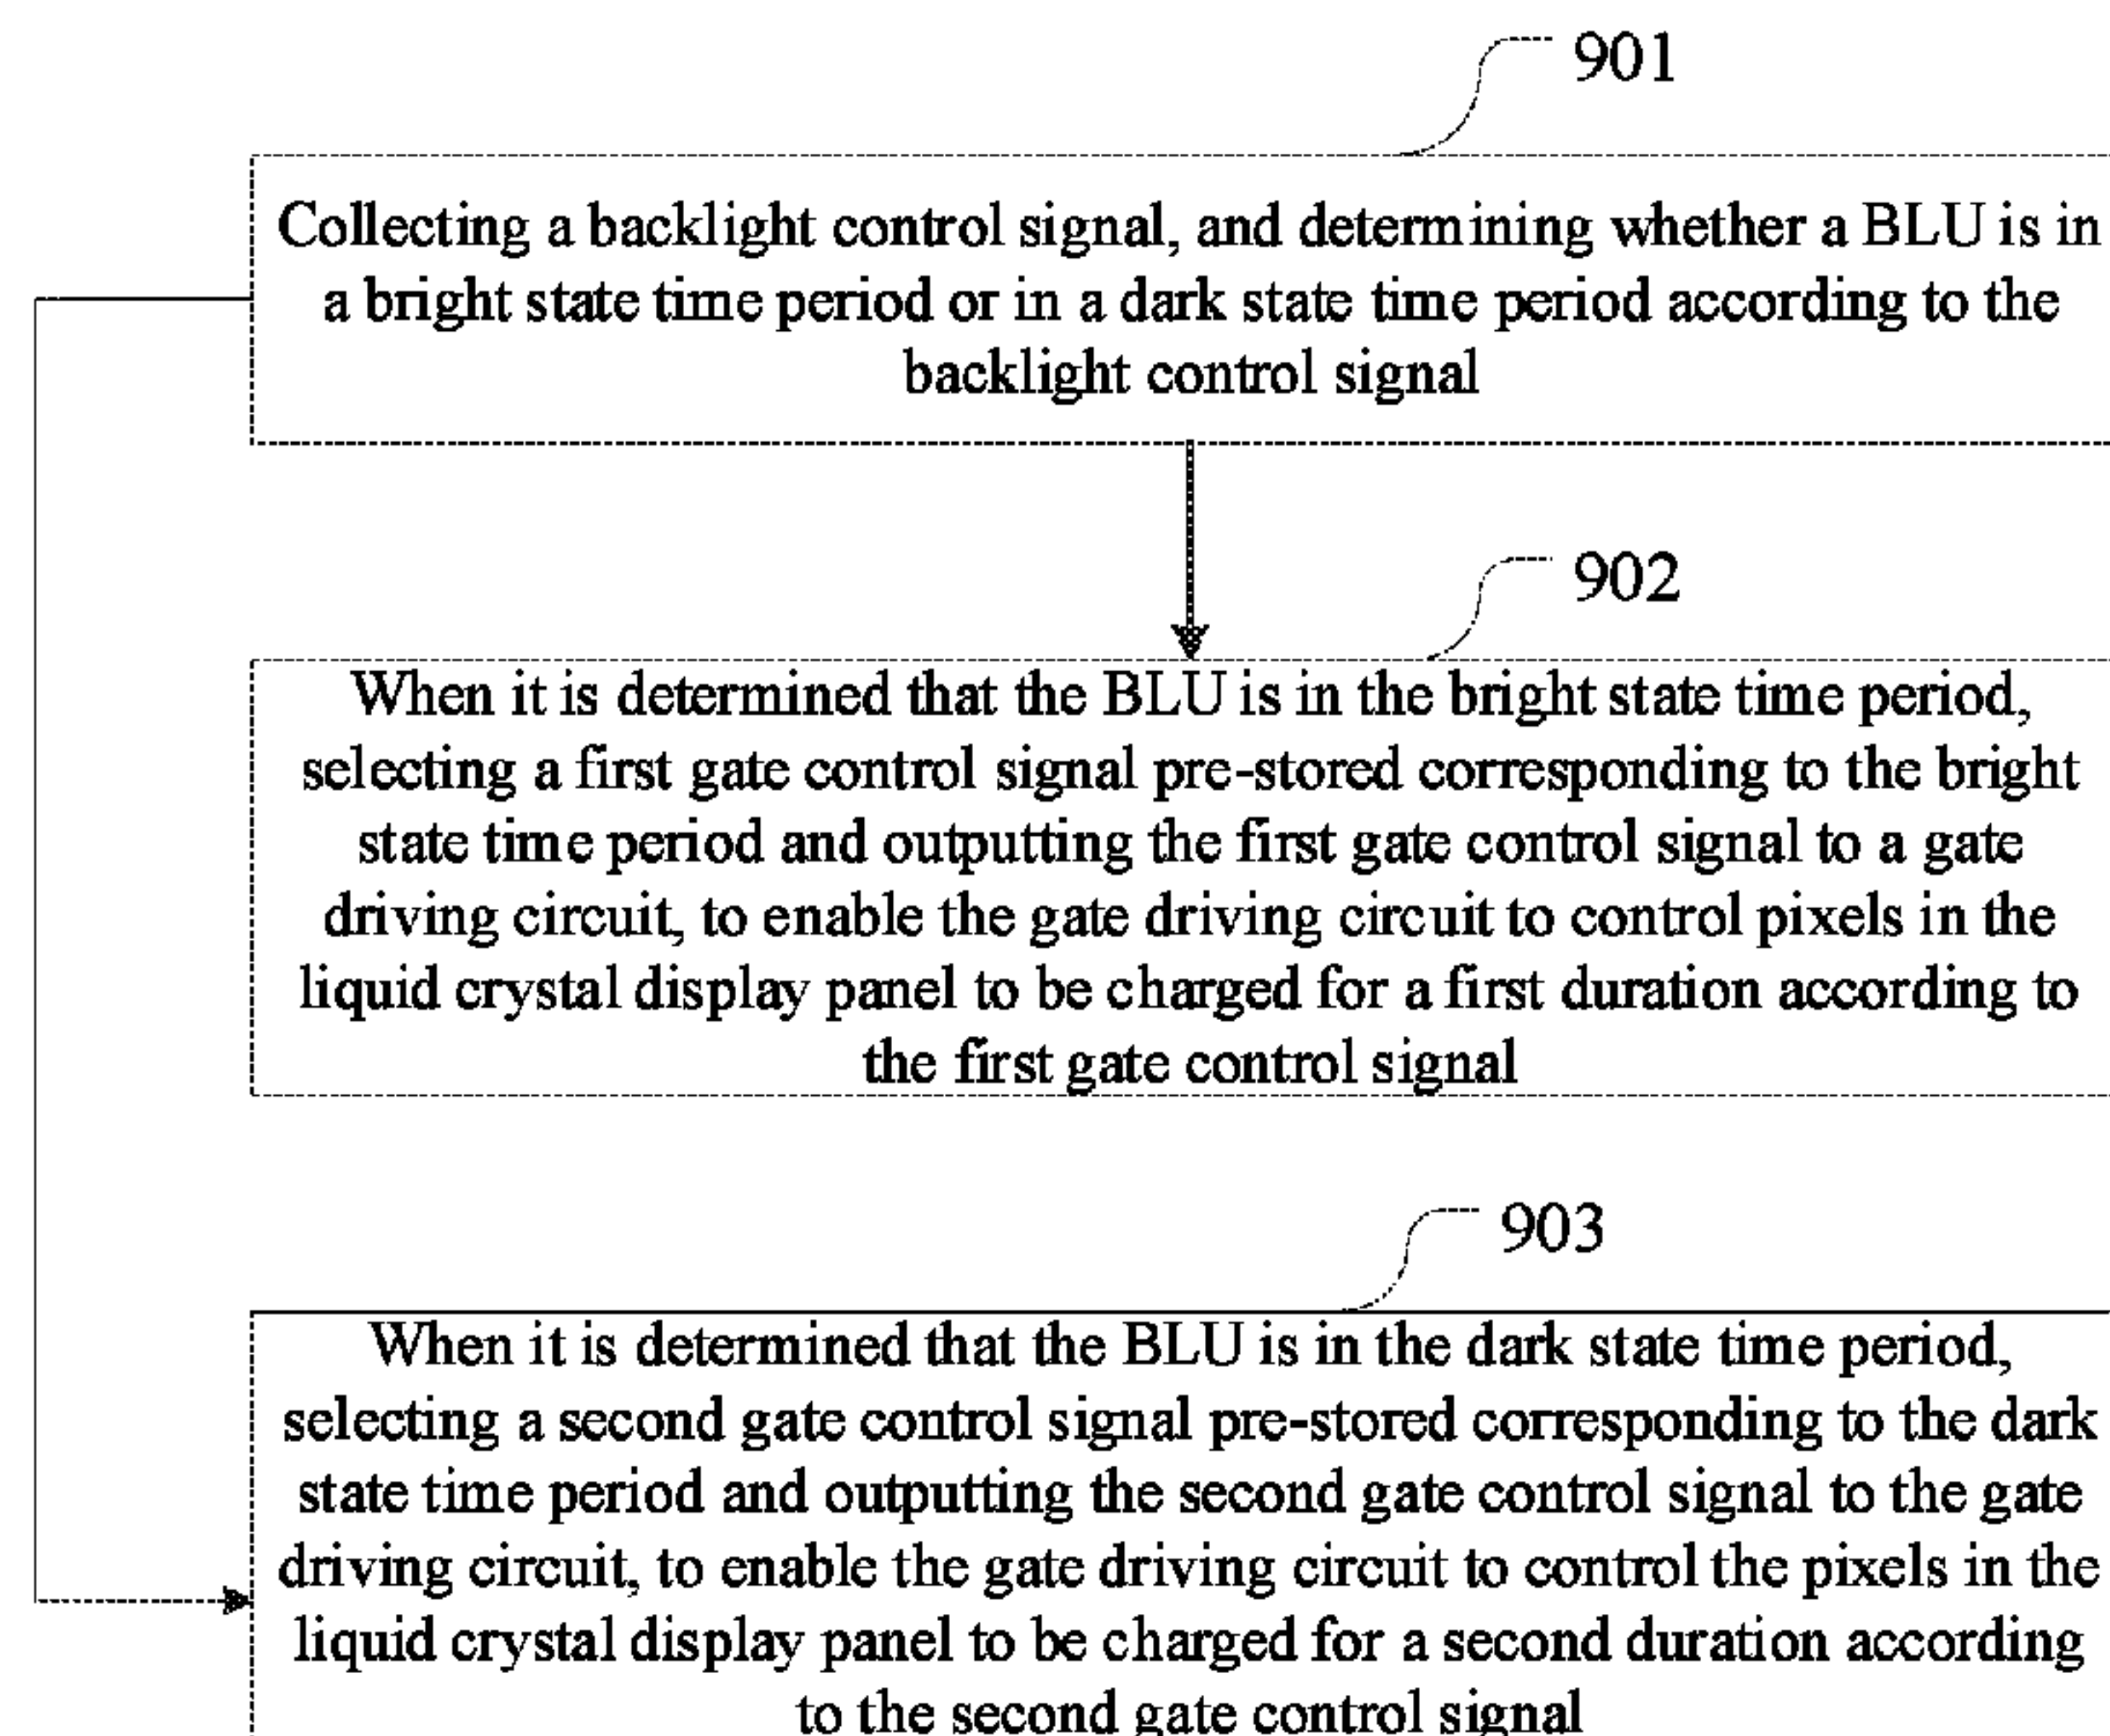 901
Collecting a backlight control signal, and determining whether a BLU is in
a bright state time period or in a dark state time period according to the
backlight control signal
902
When it is determined that the BLU is in the bright state time period,
selecting a first gate control signal pre-stored corresponding to the bright
state time period and outputting the first gate control signal to a gate
driving circuit, to enable the gate driving circuit to control pixels in the
liquid crystal display panel to be charged for a first duration according to
the first gate control signal
903
When it is determined that the BLU is in the dark state time period,
selecting a second gate control signal pre-stored corresponding to the dark
state time period and outputting the second gate control signal to the gate
driving circuit, to enable the gate driving circuit to control the pixels in the
liquid crystal display panel to be charged for a second duration according
to the second gate control signal